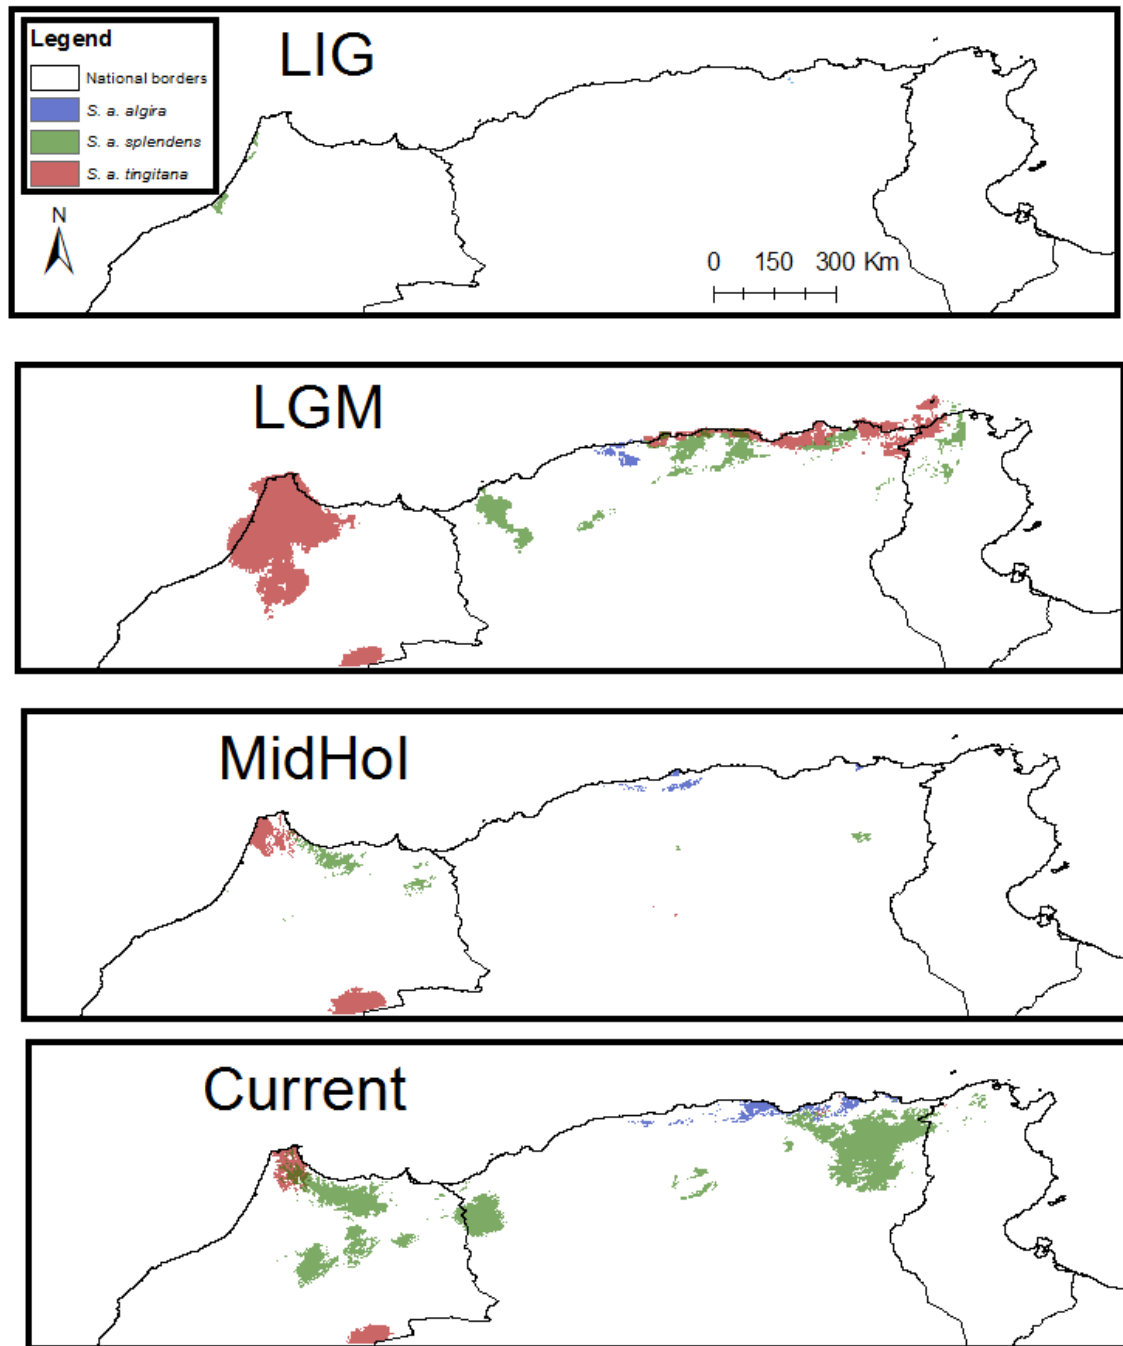 Legend
LIG
National borders
S. a. algira
S. a. splendens
S. a. tingitana
N
0 150 300 Km
LGM
MidHol
Current